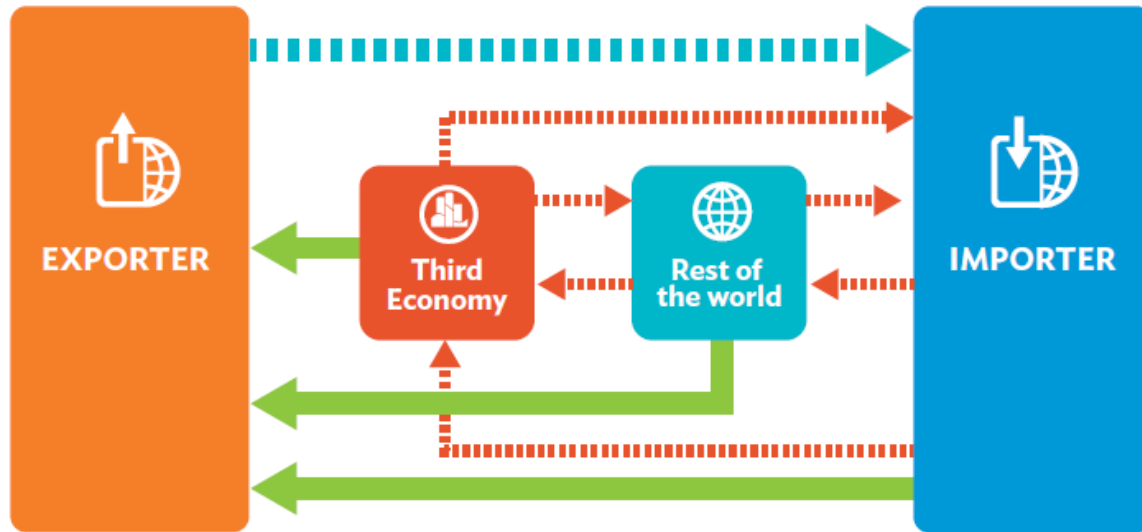 EXPORTER
Third
Economy
Rest of
the world
IMPORTER